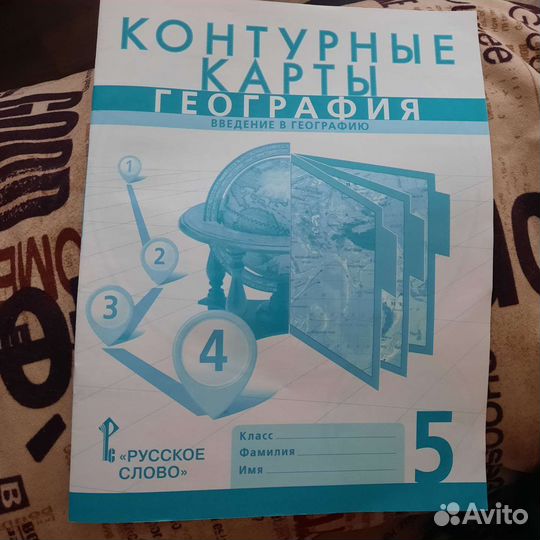 КОНТУРНЫЕ
КАРТЫ
ГЕОГРАФИЯ
ВВЕДЕНИЕ В ГЕОГРАФИЮ
1
2
3
4
Класс
Фамилия
Имя
5
«РУССКОЕ
СЛОВО»
Avito